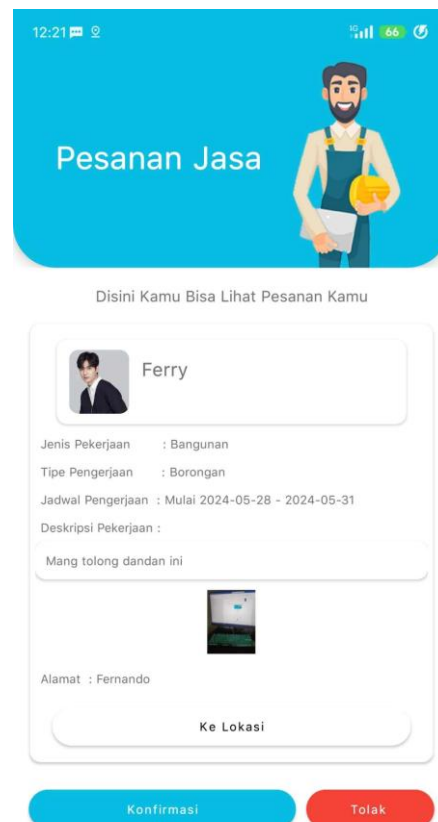 12:21
66
Pesanan Jasa
Disini Kamu Bisa Lihat Pesanan Kamu
Ferry
Jenis Pekerjaan : Bangunan
Tipe Pengerjaan : Borongan
Jadwal Pengerjaan : Mulai 2024-05-28 - 2024-05-31
Deskripsi Pekerjaan :
Mang tolong dandan ini
Alamat : Fernando
Ke Lokasi
Konfirmasi Tolak